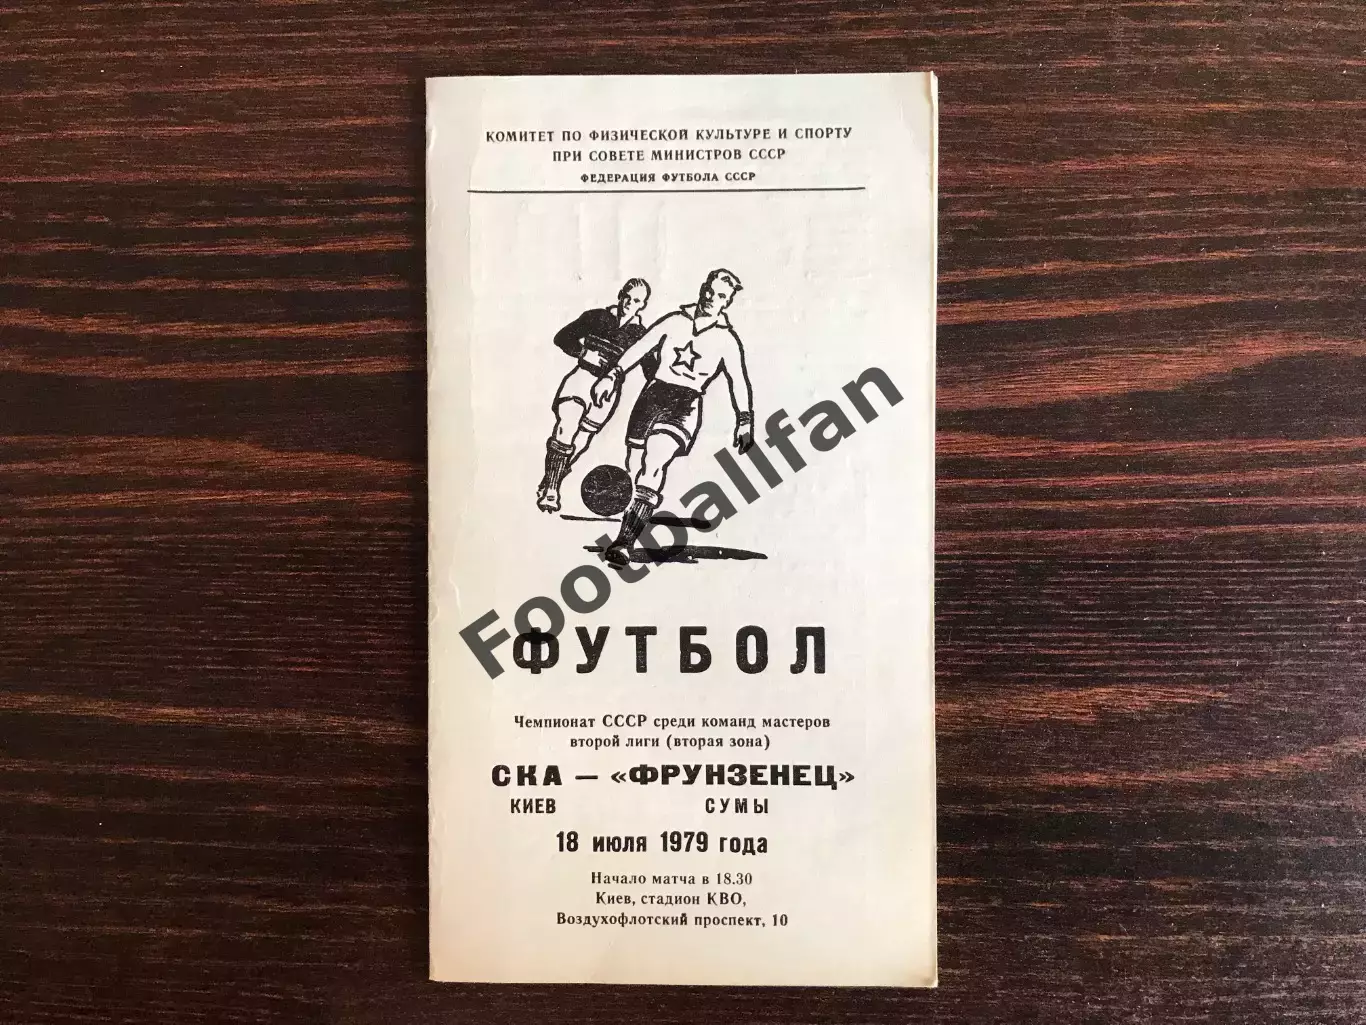 КОМИТЕТ ПО ФИЗИЧЕСКОЙ КУЛЬТУРЕ И СПОРТУ
ПРИ СОВЕТЕ МИНИСТРОВ СССР
ФЕДЕРАЦИЯ ФУТБОЛА СССР
Footballfan
ФУТБОЛ
Чемпионат СССР среди команд мастеров
второй лиги (вторая зона)
СКА — «ФРУНЗЕНЕЦ»
КИЕВ СУМЫ
18 июля 1979 года
Начало матча в 18.30
Киев, стадион КВО,
Воздухофлотский проспект, 10